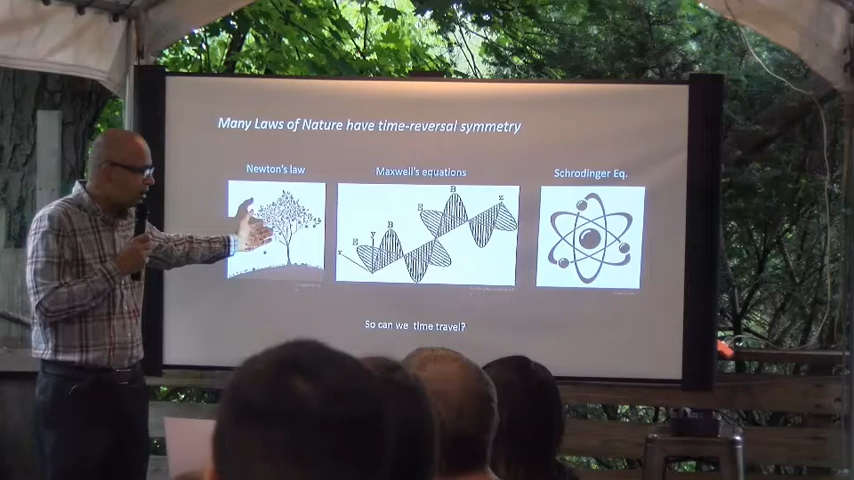 Many Laws of Nature have time-reversal symmetry
Newton's law
Maxwell's equations
Schrodinger Eq.
B
E
Z
B
Y
E
So can we time travel?